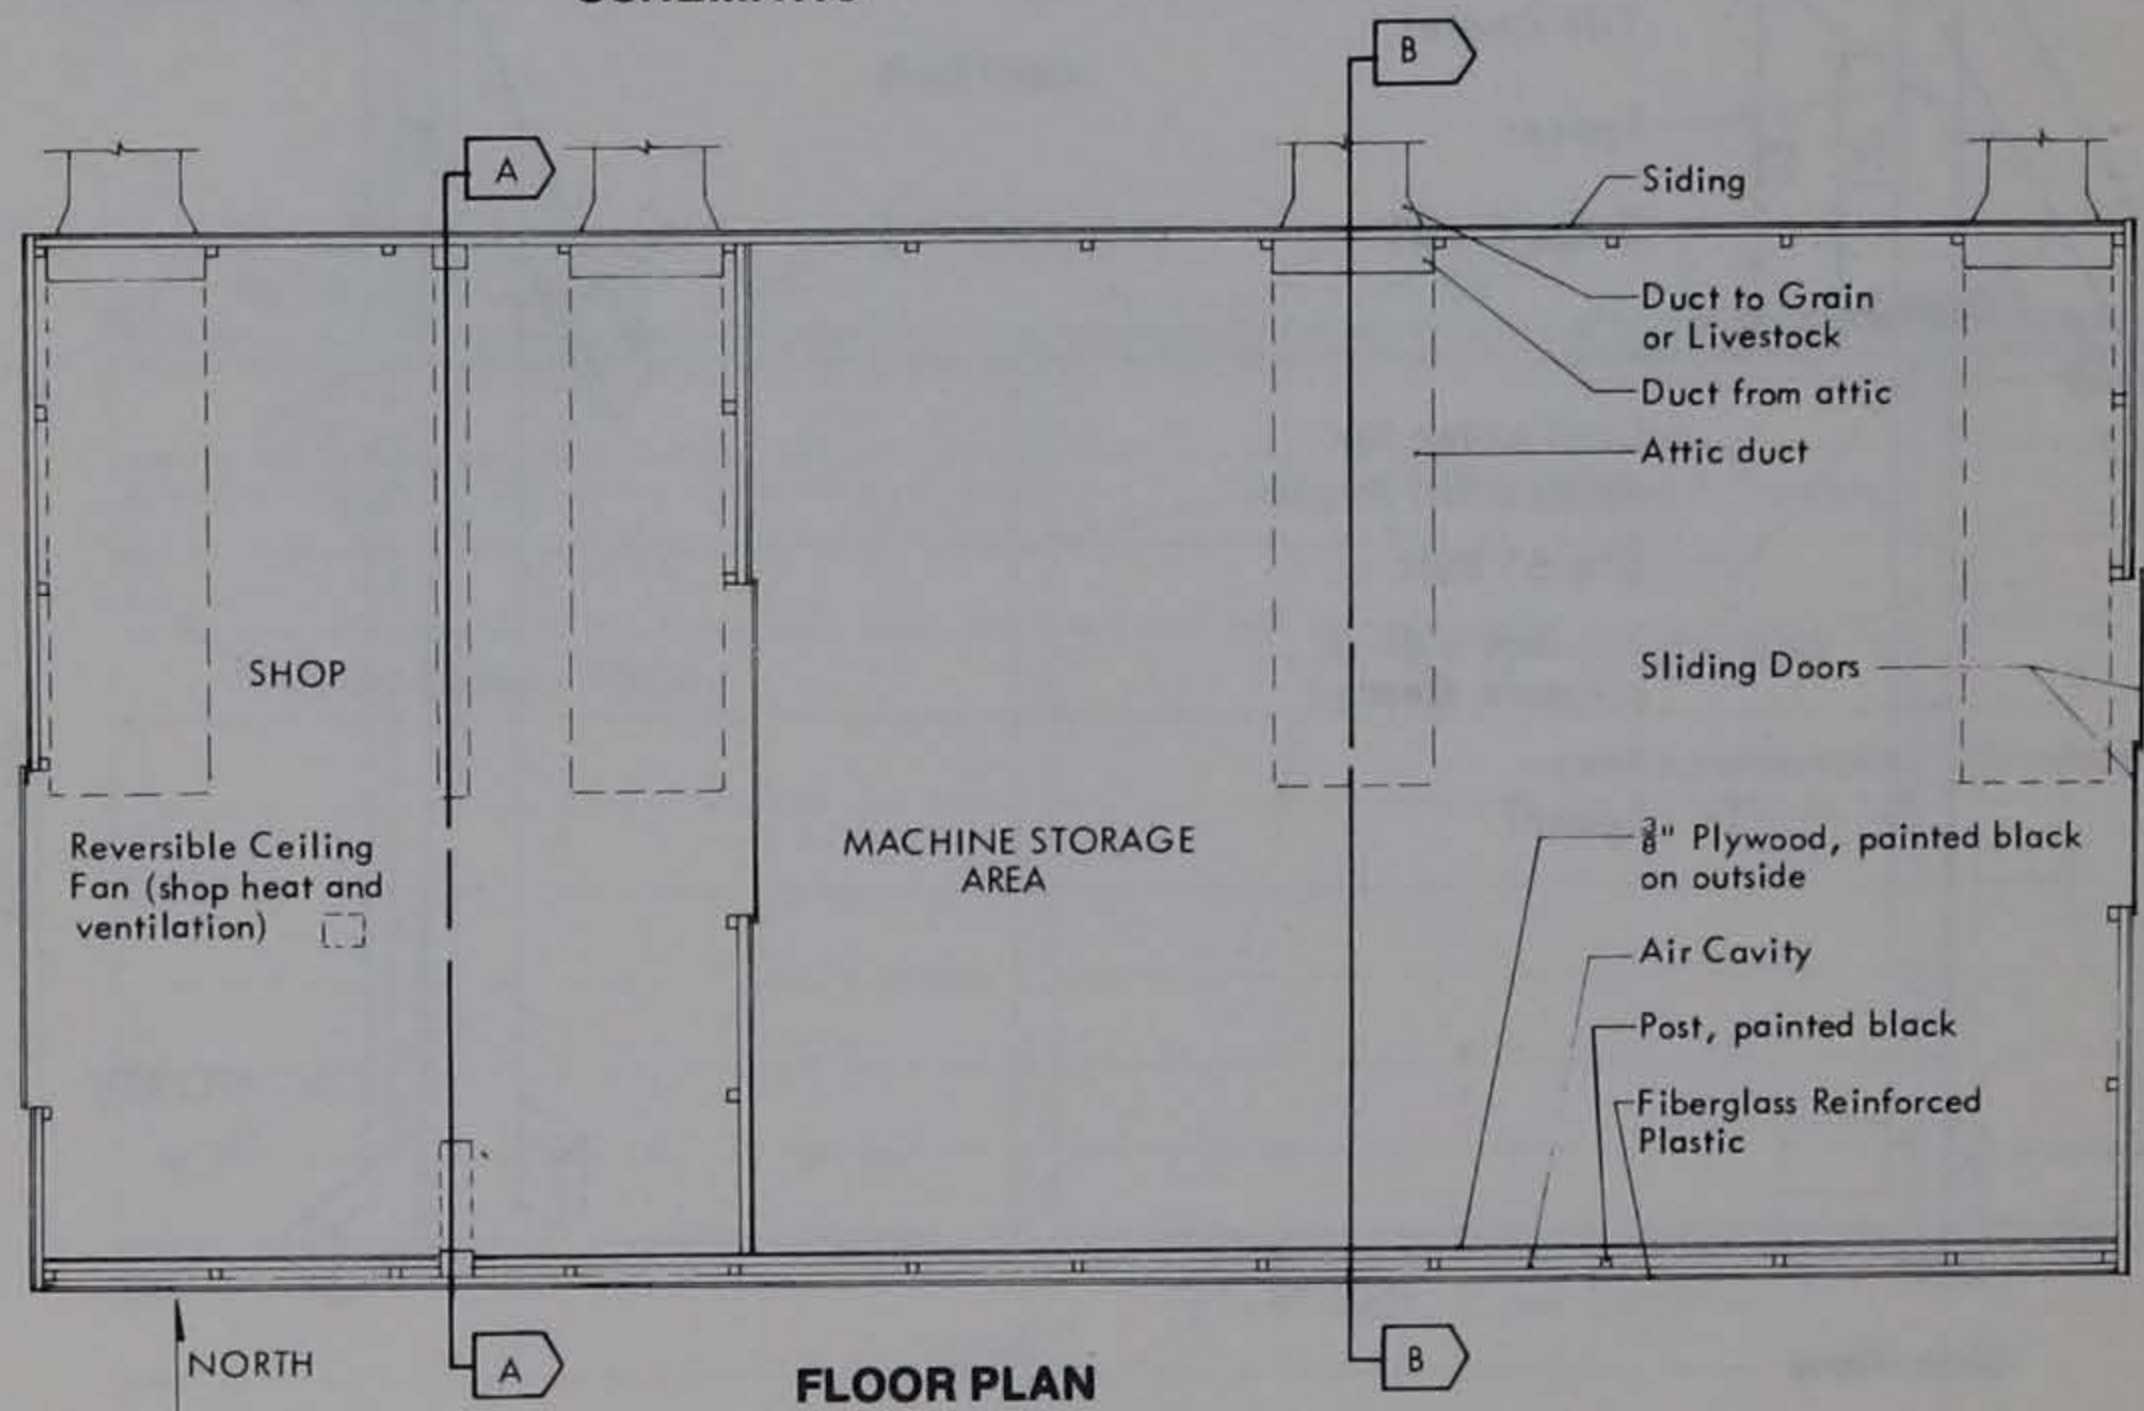 B
A
Siding
Duct to Grain
or Livestock
Duct from attic
Attic duct
SHOP
Sliding Doors
Reversible Ceiling
Fan (shop heat and
ventilation)
MACHINE STORAGE
AREA
3/8" Plywood, painted black
on outside
Air Cavity
Post, painted black
Fiberglass Reinforced
Plastic
NORTH
A
B
FLOOR PLAN